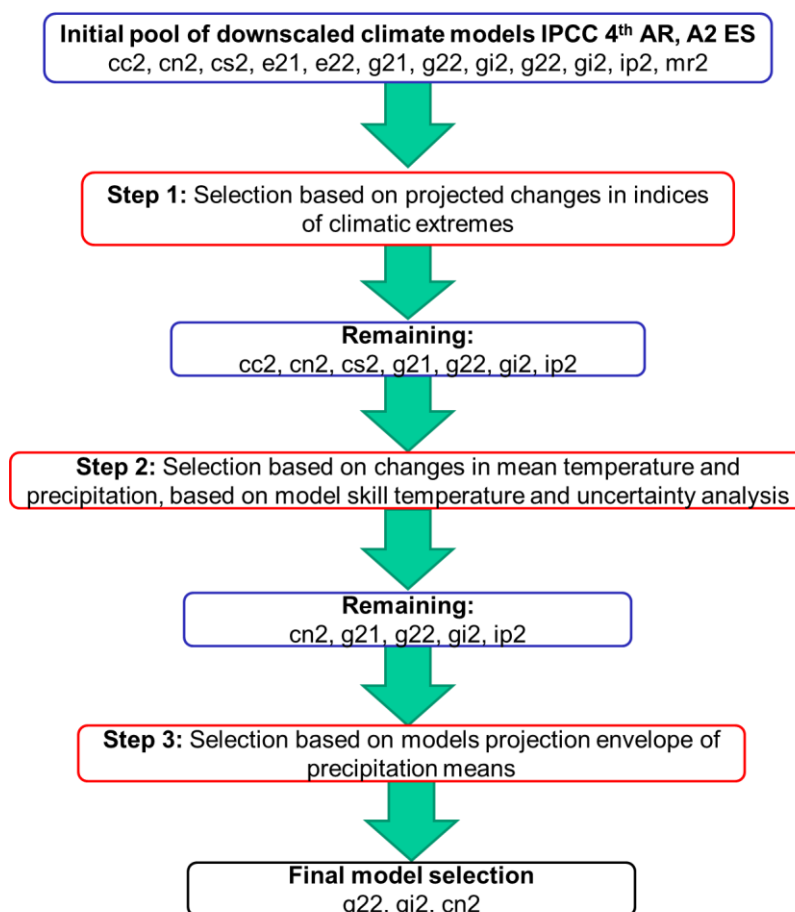 Initial pool of downscaled climate models IPCC 4th AR, A2 ES
cc2, cn2, cs2, e21, e22, g21, g22, gi2, g22, gi2, ip2, mr2
Step 1: Selection based on projected changes in indices
of climatic extremes
Remaining:
cc2, cn2, cs2, g21, g22, gi2, ip2
Step 2: Selection based on changes in mean temperature and
precipitation, based on model skill temperature and uncertainty analysis
Remaining:
cn2, g21, g22, gi2, ip2
Step 3: Selection based on models projection envelope of
precipitation means
Final model selection
g22, gi2, cn2